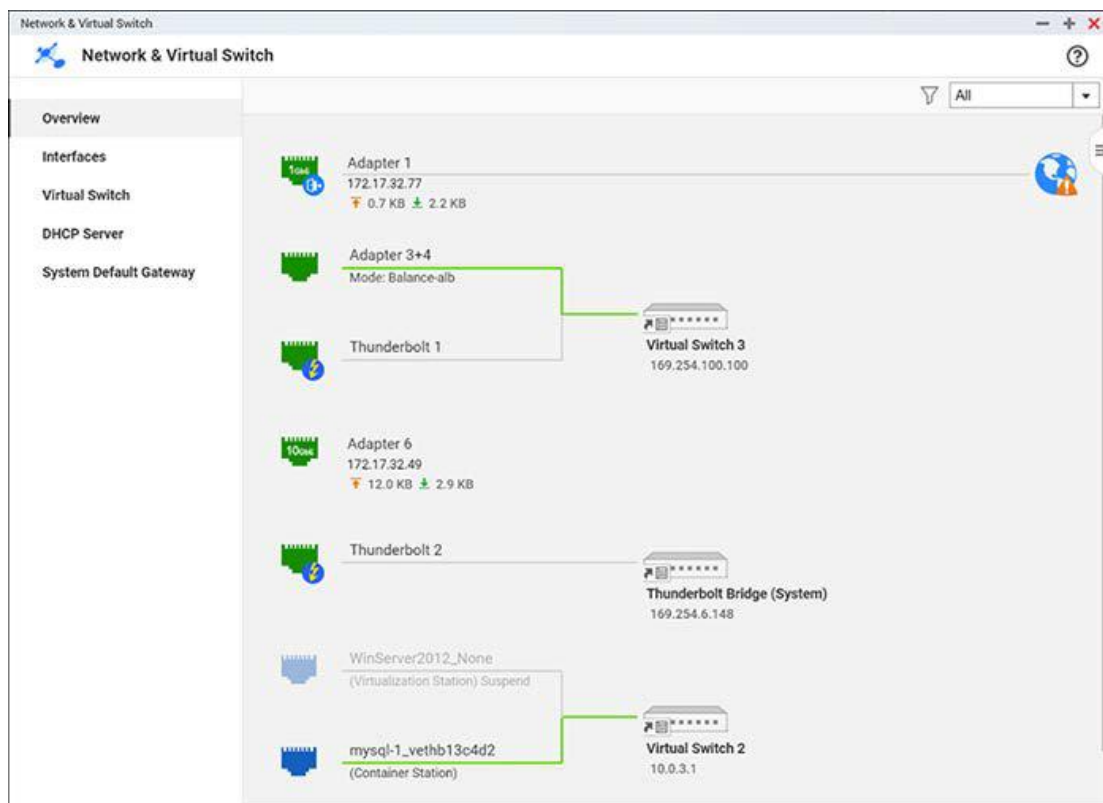 Network & Virtual Switch
Network & Virtual Switch
All
Overview
Interfaces
Virtual Switch
DHCP Server
System Default Gateway
1GbE
Adapter 1
172.17.32.77
0.7 KB 2.2 KB
Adapter 3+4
Mode: Balance-alb
Thunderbolt 1
Virtual Switch 3
169.254.100.100
10GbE
Adapter 6
172.17.32.49
12.0 KB 2.9 KB
Thunderbolt 2
Thunderbolt Bridge (System)
169.254.6.148
WinServer2012_None
(Virtualization Station) Suspend
mysql-1_vethb13c4d2
(Container Station)
Virtual Switch 2
10.0.3.1